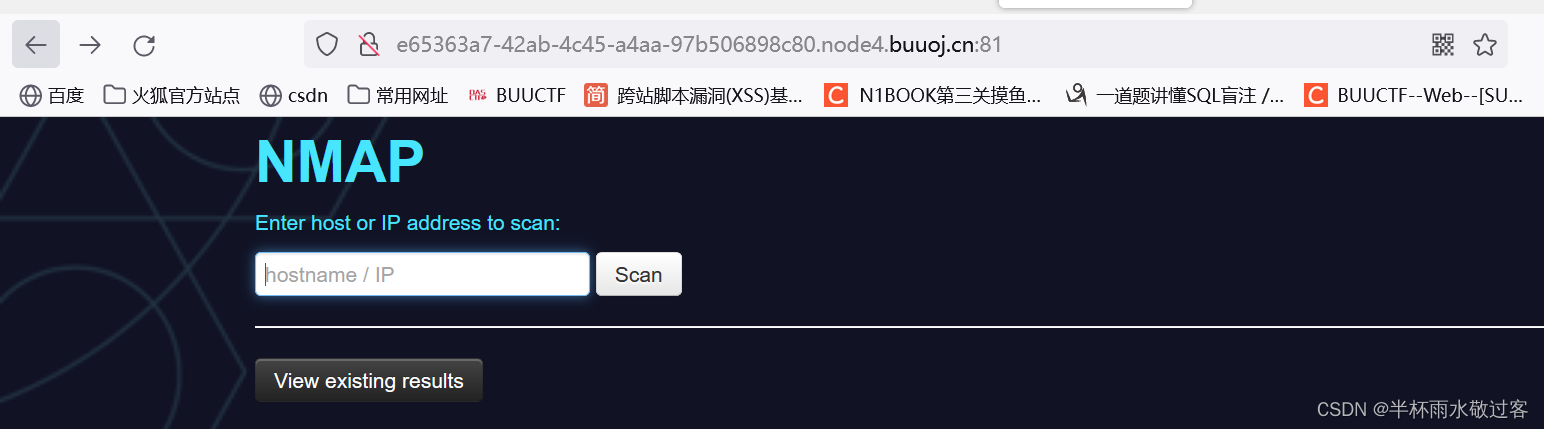 e65363a7-42ab-4c45-a4aa-97b506898c80.node4.buuoj.cn:81
百度 火狐官方站点 csdn 常用网址 BUUCTF 简 跨站脚本漏洞(XSS)基... C N1BOOK第三关摸鱼... 一道题讲懂SQL盲注 /... C BUUCTF--Web--[SU...
NMAP
Enter host or IP address to scan:
hostname / IP Scan
View existing results
CSDN @半杯雨水敬过客